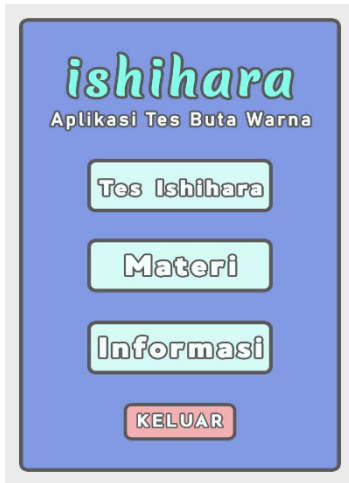 ishihara
Aplikasi Tes Buta Warna
Tes Ishihara
Materi
Informasi
KELUAR